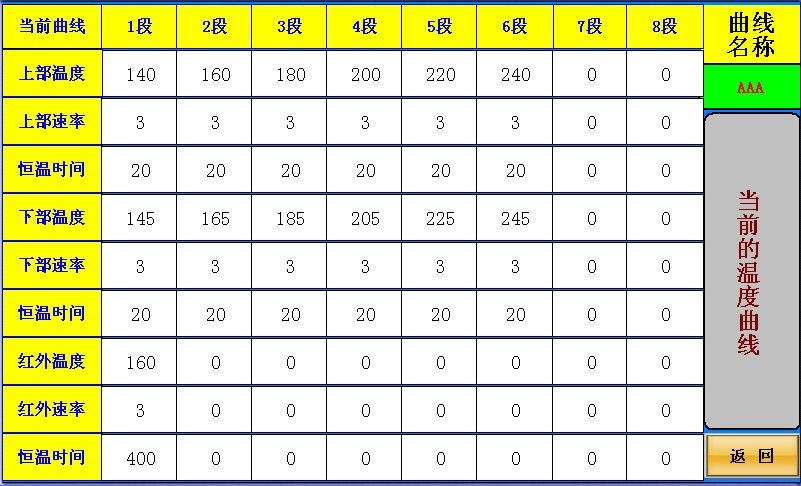 当前曲线 1段 2段 3段 4段 5段 6段 7段 8段
上部温度 140 160 180 200 220 240 0 0
上部速率 3 3 3 3 3 3 0 0
恒温时间 20 20 20 20 20 20 0 0
下部温度 145 165 185 205 225 245 0 0
下部速率 3 3 3 3 3 3 0 0
恒温时间 20 20 20 20 20 20 0 0
红外温度 160 0 0 0 0 0 0 0
红外速率 3 0 0 0 0 0 0 0
恒温时间 400 0 0 0 0 0 0 0
曲线
名称
AAA
当前的温度曲线
返 回